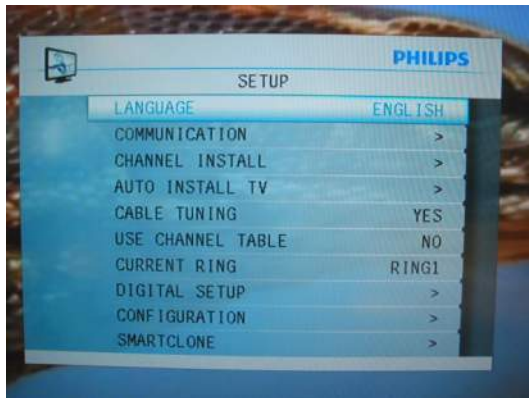 PHILIPS
SETUP
LANGUAGE ENGLISH
COMMUNICATION >
CHANNEL INSTALL >
AUTO INSTALL TV >
CABLE TUNING YES
USE CHANNEL TABLE NO
CURRENT RING RING1
DIGITAL SETUP >
CONFIGURATION >
SMARTCLONE >